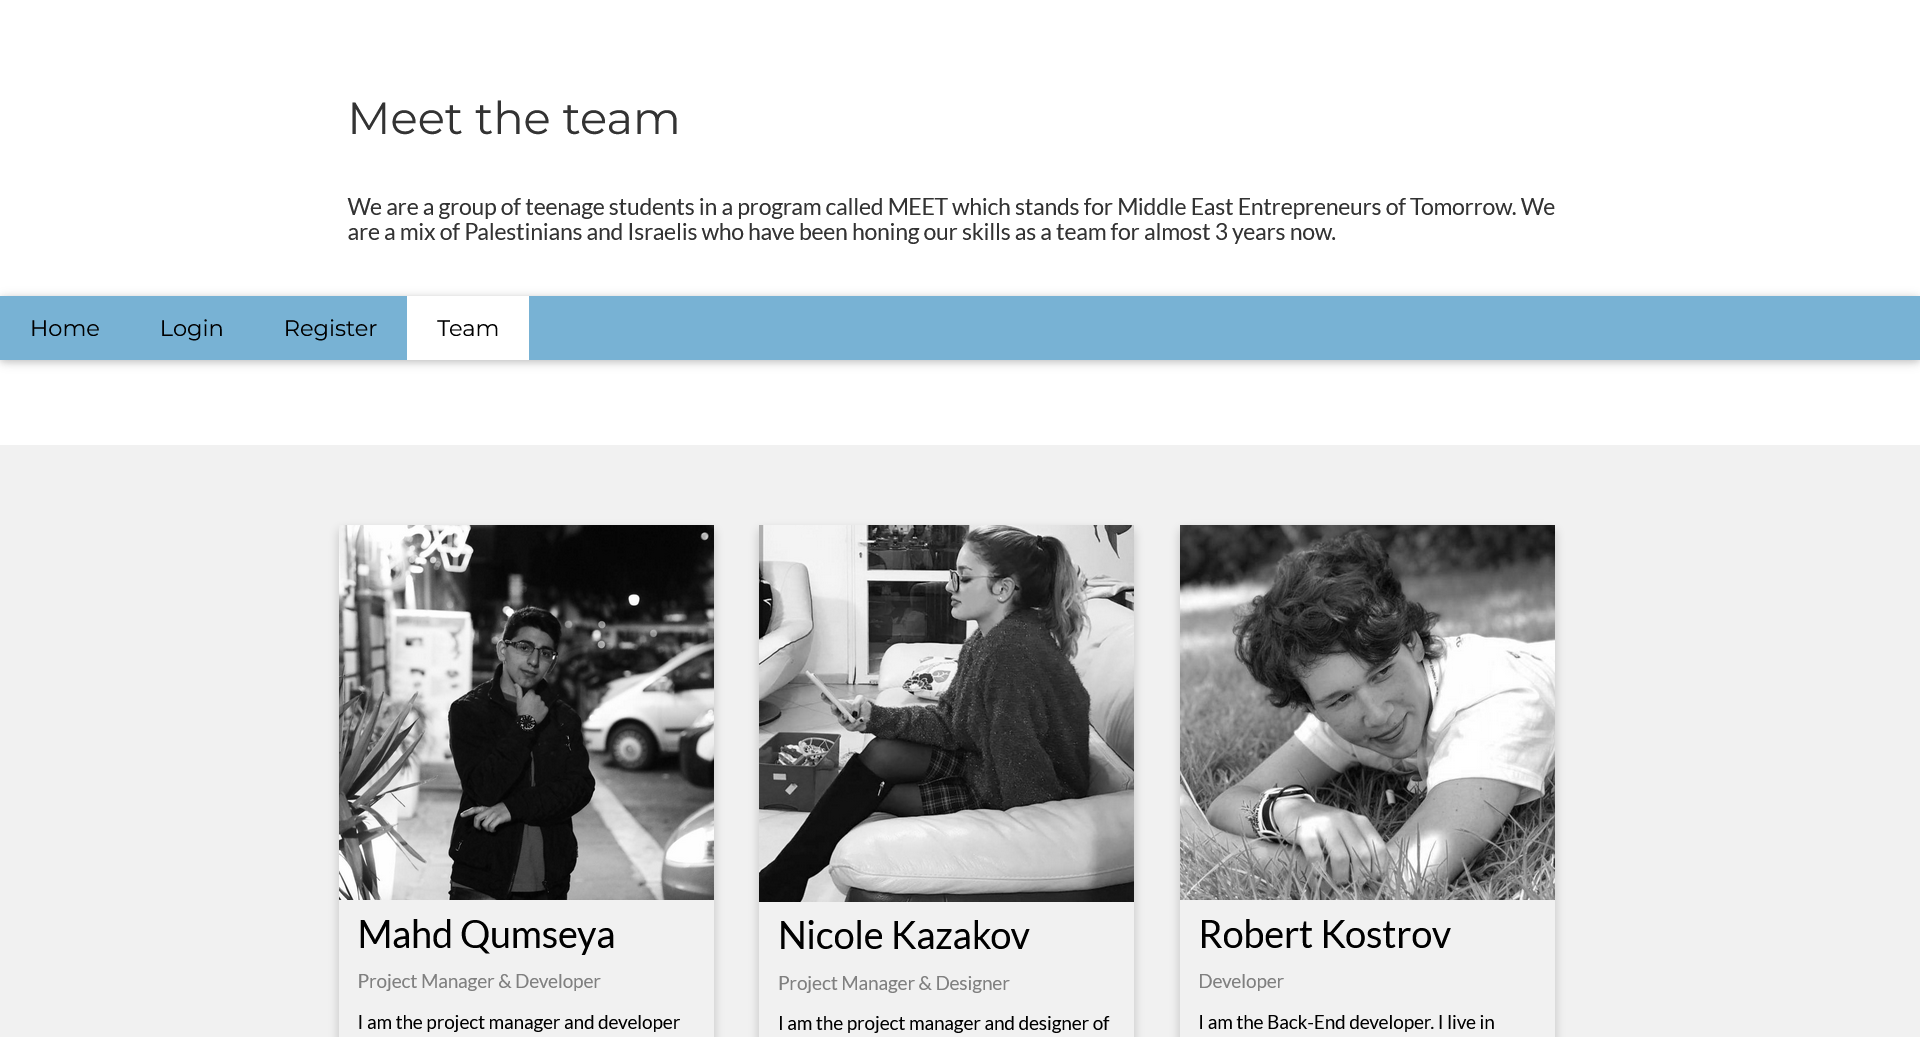 Meet the team
We are a group of teenage students in a program called MEET which stands for Middle East Entrepreneurs of Tomorrow. We
are a mix of Palestinians and Israelis who have been honing our skills as a team for almost 3 years now.
Home
Login
Register
Team
Mahd Qumseya
Project Manager & Developer
I am the project manager and developer
Nicole Kazakov
Project Manager & Designer
I am the project manager and designer of
Robert Kostrov
Developer
I am the Back-End developer. I live in